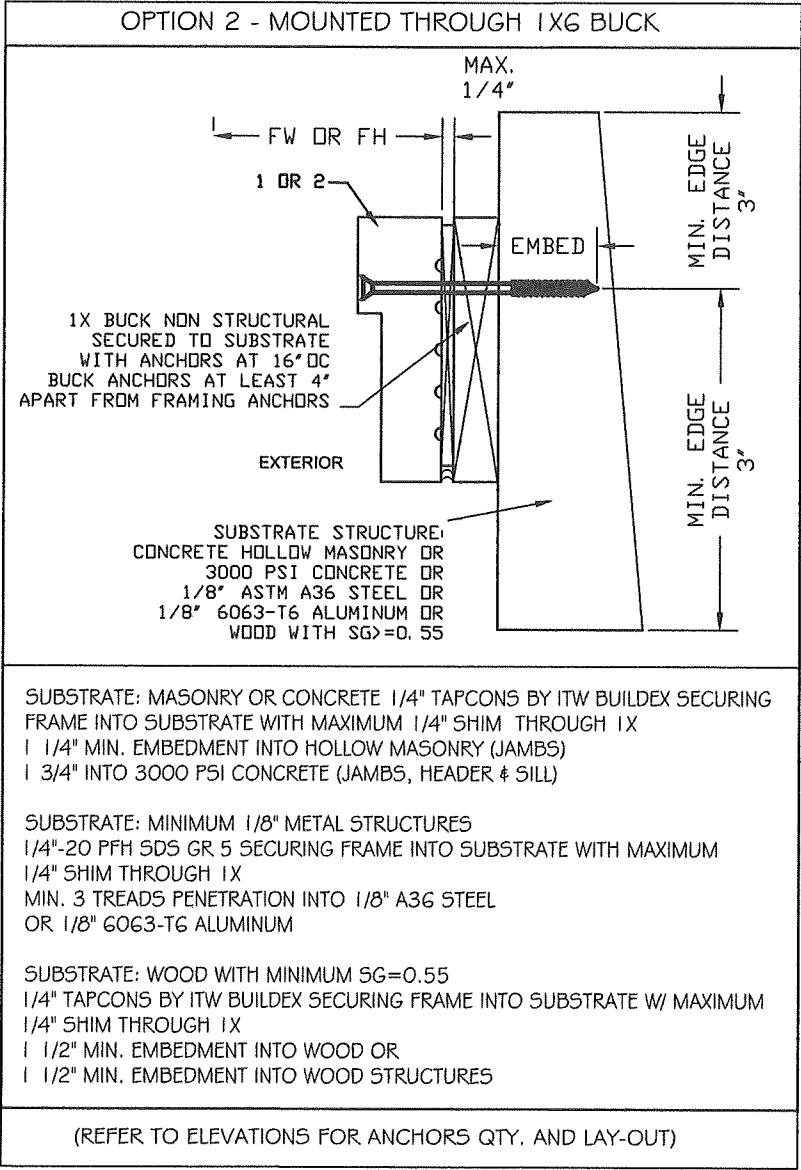 OPTION 2 - MOUNTED THROUGH 1X6 BUCK
MAX.
1/4"
FW OR FH
1 OR 2
EMBED
MIN. EDGE
DISTANCE
3"
1X BUCK NON STRUCTURAL
SECURED TO SUBSTRATE
WITH ANCHORS AT 16" OC
BUCK ANCHORS AT LEAST 4"
APART FROM FRAMING ANCHORS
MIN. EDGE
DISTANCE
3"
EXTERIOR
SUBSTRATE STRUCTURE:
CONCRETE HOLLOW MASONRY OR
3000 PSI CONCRETE OR
1/8" ASTM A36 STEEL OR
1/8" 6063-T6 ALUMINUM OR
WOOD WITH SG>=0.55
SUBSTRATE: MASONRY OR CONCRETE 1/4" TAPCONS BY ITW BUILDEX SECURING
FRAME INTO SUBSTRATE WITH MAXIMUM 1/4" SHIM THROUGH 1X
1 1/4" MIN. EMBEDMENT INTO HOLLOW MASONRY (JAMBS)
1 3/4" INTO 3000 PSI CONCRETE (JAMBS, HEADER & SILL)
SUBSTRATE: MINIMUM 1/8" METAL STRUCTURES
1/4"-20 PFH SDS GR 5 SECURING FRAME INTO SUBSTRATE WITH MAXIMUM
1/4" SHIM THROUGH 1X
MIN. 3 TREADS PENETRATION INTO 1/8" A36 STEEL
OR 1/8" 6063-T6 ALUMINUM
SUBSTRATE: WOOD WITH MINIMUM SG=0.55
1/4" TAPCONS BY ITW BUILDEX SECURING FRAME INTO SUBSTRATE W/ MAXIMUM
1/4" SHIM THROUGH 1X
1 1/2" MIN. EMBEDMENT INTO WOOD OR
1 1/2" MIN. EMBEDMENT INTO WOOD STRUCTURES
(REFER TO ELEVATIONS FOR ANCHORS QTY. AND LAY-OUT)